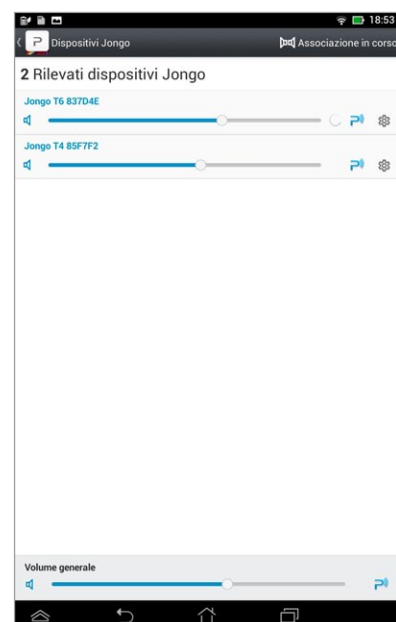 18:53
Dispositivi Jongo
Associazione in corso
2 Rilevati dispositivi Jongo
Jongo T6 837D4E
Jongo T4 85F7F2
Volume generale